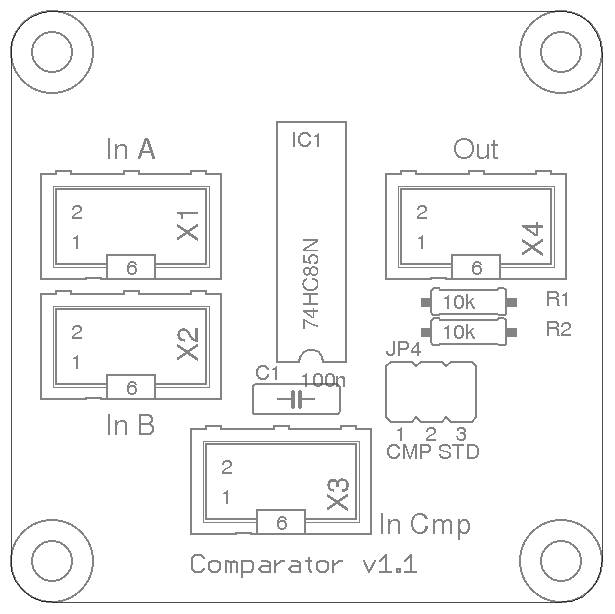 IC1
In A
Out
2
1
X1
6
74HC85N
2
1
X4
6
2
1
X2
6
10k
R1
10k
R2
JP4
C1
100n
In B
1 2 3
CMP STD
2
1
X3
6
In Cmp
Comparator v1.1